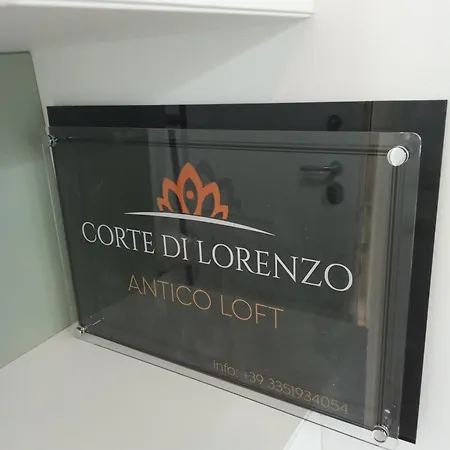 CORTE DI LORENZO
ANTICO LOFT
info: +39 3351934054